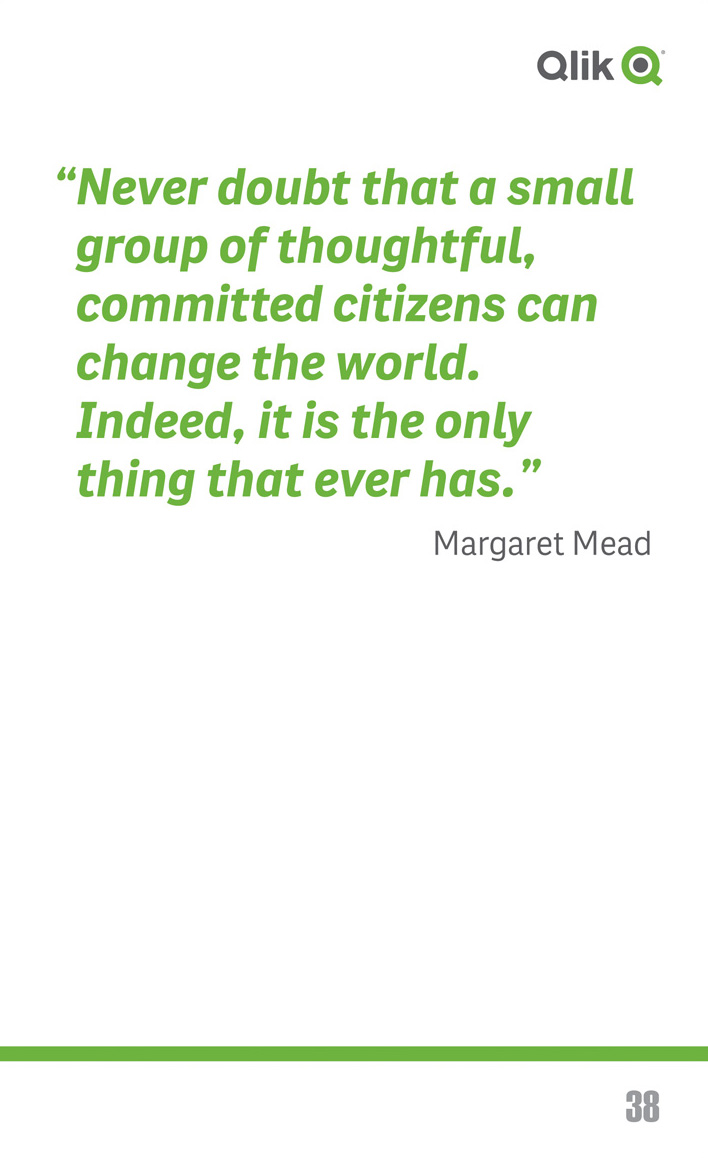 Qlik
“Never doubt that a small
group of thoughtful,
committed citizens can
change the world.
Indeed, it is the only
thing that ever has.”
Margaret Mead
38